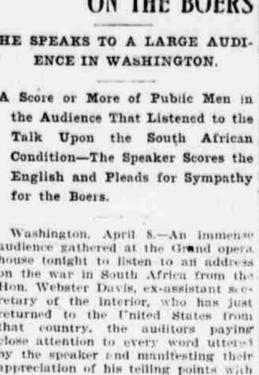 ON THE BOERS
HE SPEAKS TO A LARGE AUDI-
ENCE IN WASHINGTON.
A Score or More of Public Men in
the Audience That Listened to the
Talk Upon the South African
Condition—The Speaker Scores the
English and Pleads for Sympathy
for the Boers.
Washington, April 8.—An immense
audience gathered at the Grand opera
house tonight to listen to an address
on the war in South Africa from the
Hon. Webster Davis, ex-assistant sec-
retary of the interior, who has just
returned to the United States from
that country, the auditors paying
close attention to every word uttered
by the speaker and manifesting their
appreciation of his telling points with